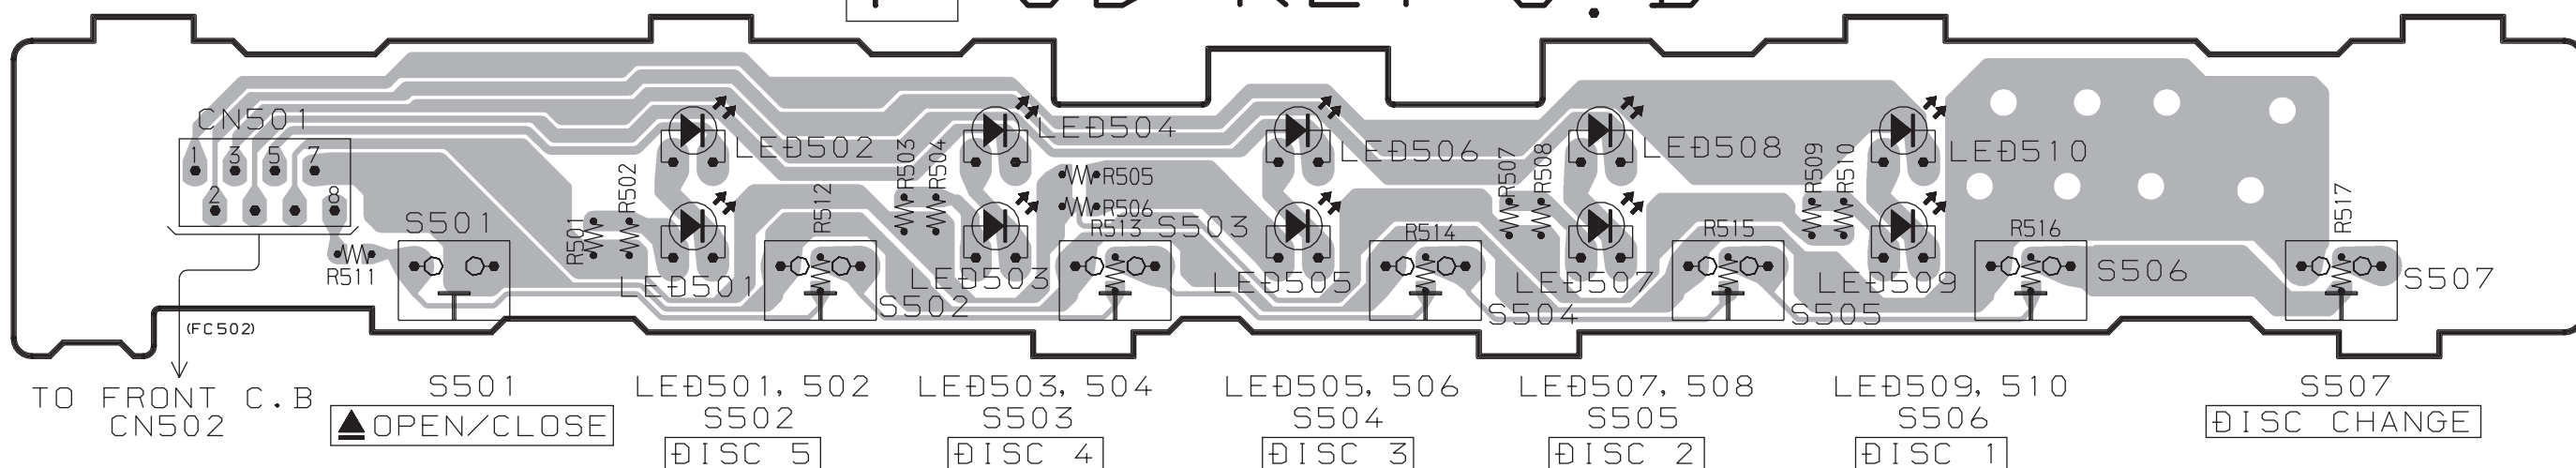 CN501
1 3 5 7
2 8
LED502
LED504
LED506
LED508
LED510
R501
R502
R503
R504
R505
R506
R507
R508
R509
R510
R511
R512
R513
R514
R515
R516
R517
S501
LED501
S502
LED503
S503
LED505
S504
LED507
S505
LED509
S506
S507
(FC502)
TO FRONT C.B
CN502
S501
OPEN/CLOSE
LED501, 502
S502
DISC 5
LED503, 504
S503
DISC 4
LED505, 506
S504
DISC 3
LED507, 508
S505
DISC 2
LED509, 510
S506
DISC 1
S507
DISC CHANGE